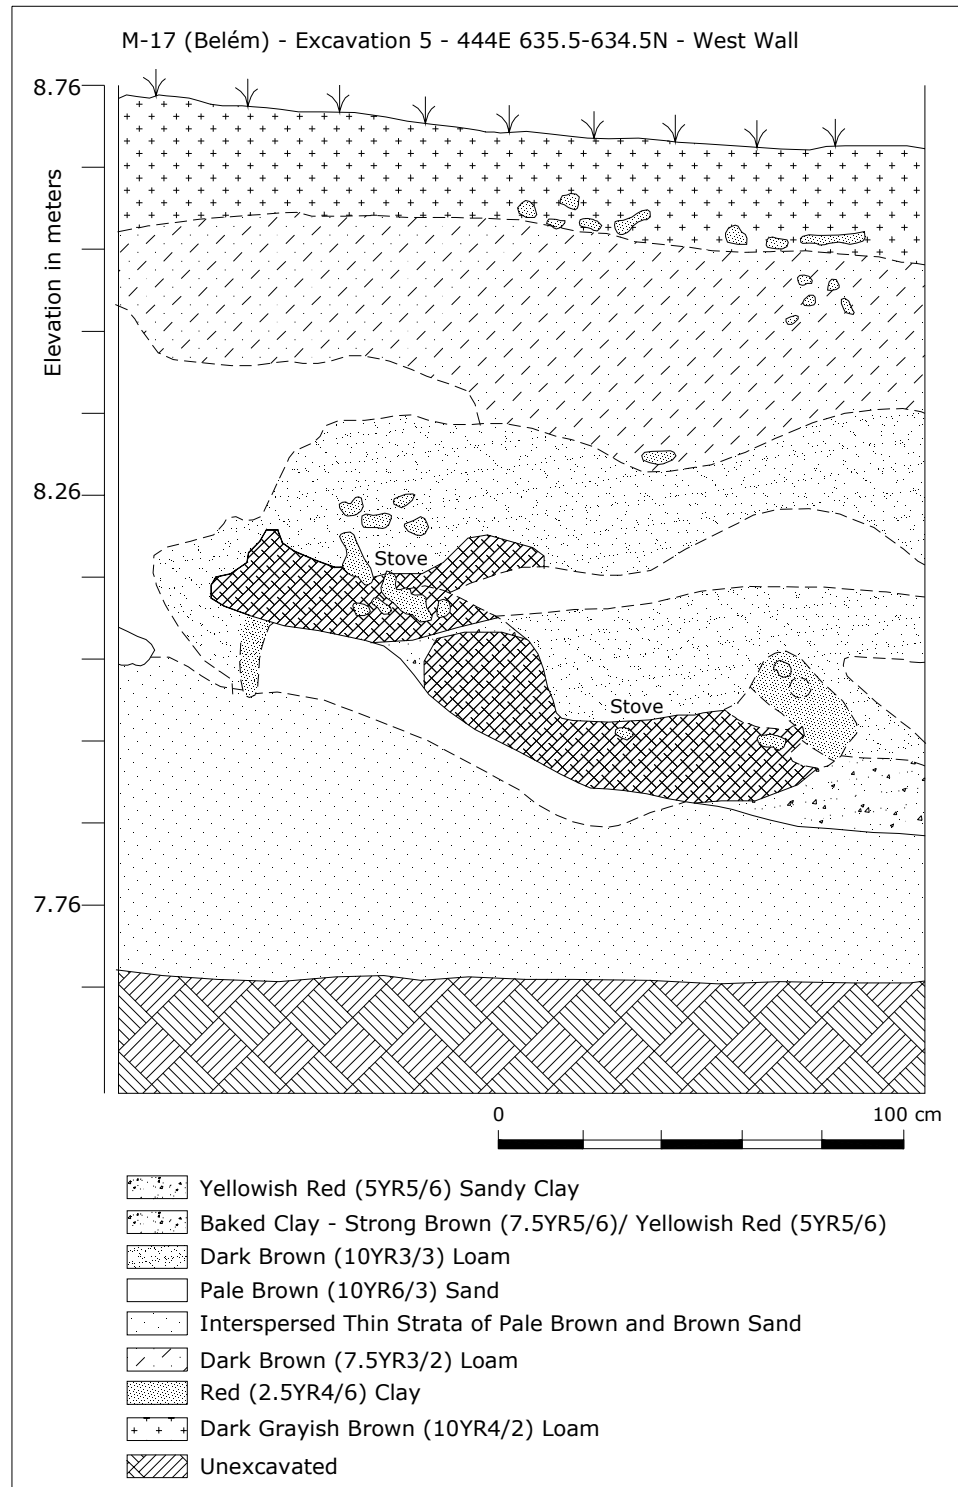 M-17 (Belém) - Excavation 5 - 444E 635.5-634.5N - West Wall
8.76
Elevation in meters
8.26
Stove
Stove
7.76
0 100 cm
Yellowish Red (5YR5/6) Sandy Clay
Baked Clay - Strong Brown (7.5YR5/6)/ Yellowish Red (5YR5/6)
Dark Brown (10YR3/3) Loam
Pale Brown (10YR6/3) Sand
Interspersed Thin Strata of Pale Brown and Brown Sand
Dark Brown (7.5YR3/2) Loam
Red (2.5YR4/6) Clay
Dark Grayish Brown (10YR4/2) Loam
Unexcavated